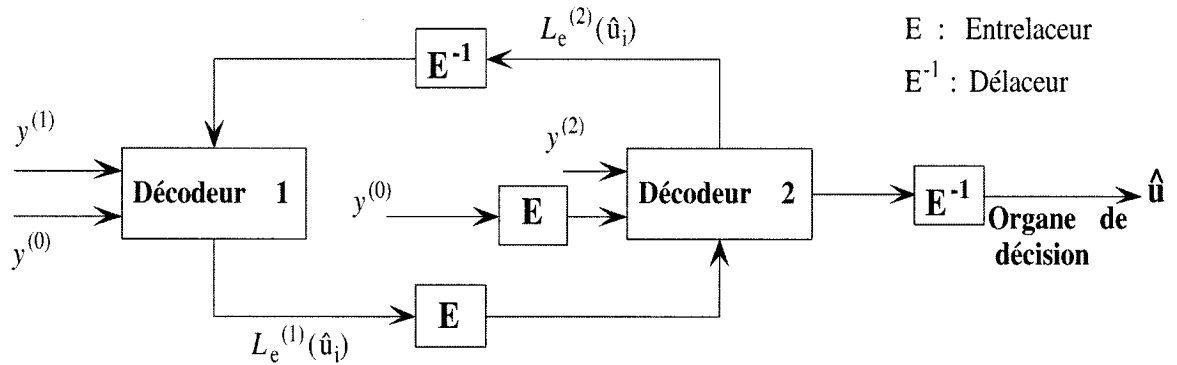 L_e^(2)(û_i)
E : Entrelaceur
E^-1
E^-1 : Délaceur
y^(1)
y^(2)
Décodeur 1
y^(0)
E
Décodeur 2
E^-1
û
y^(0)
Organe de
décision
E
L_e^(1)(û_i)